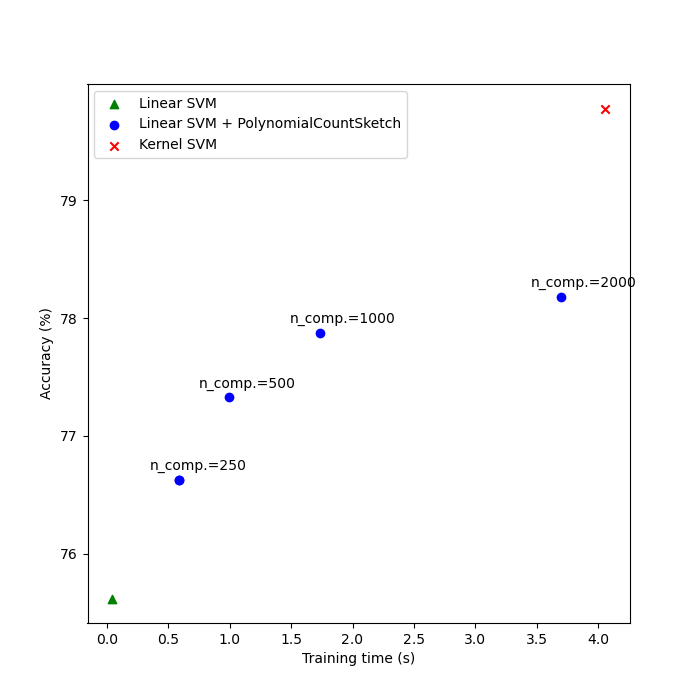 Linear SVM
Linear SVM + PolynomialCountSketch
Kernel SVM
79
n_comp.=2000
78
n_comp.=1000
n_comp.=500
77
n_comp.=250
76
Accuracy (%)
0.0 0.5 1.0 1.5 2.0 2.5 3.0 3.5 4.0
Training time (s)